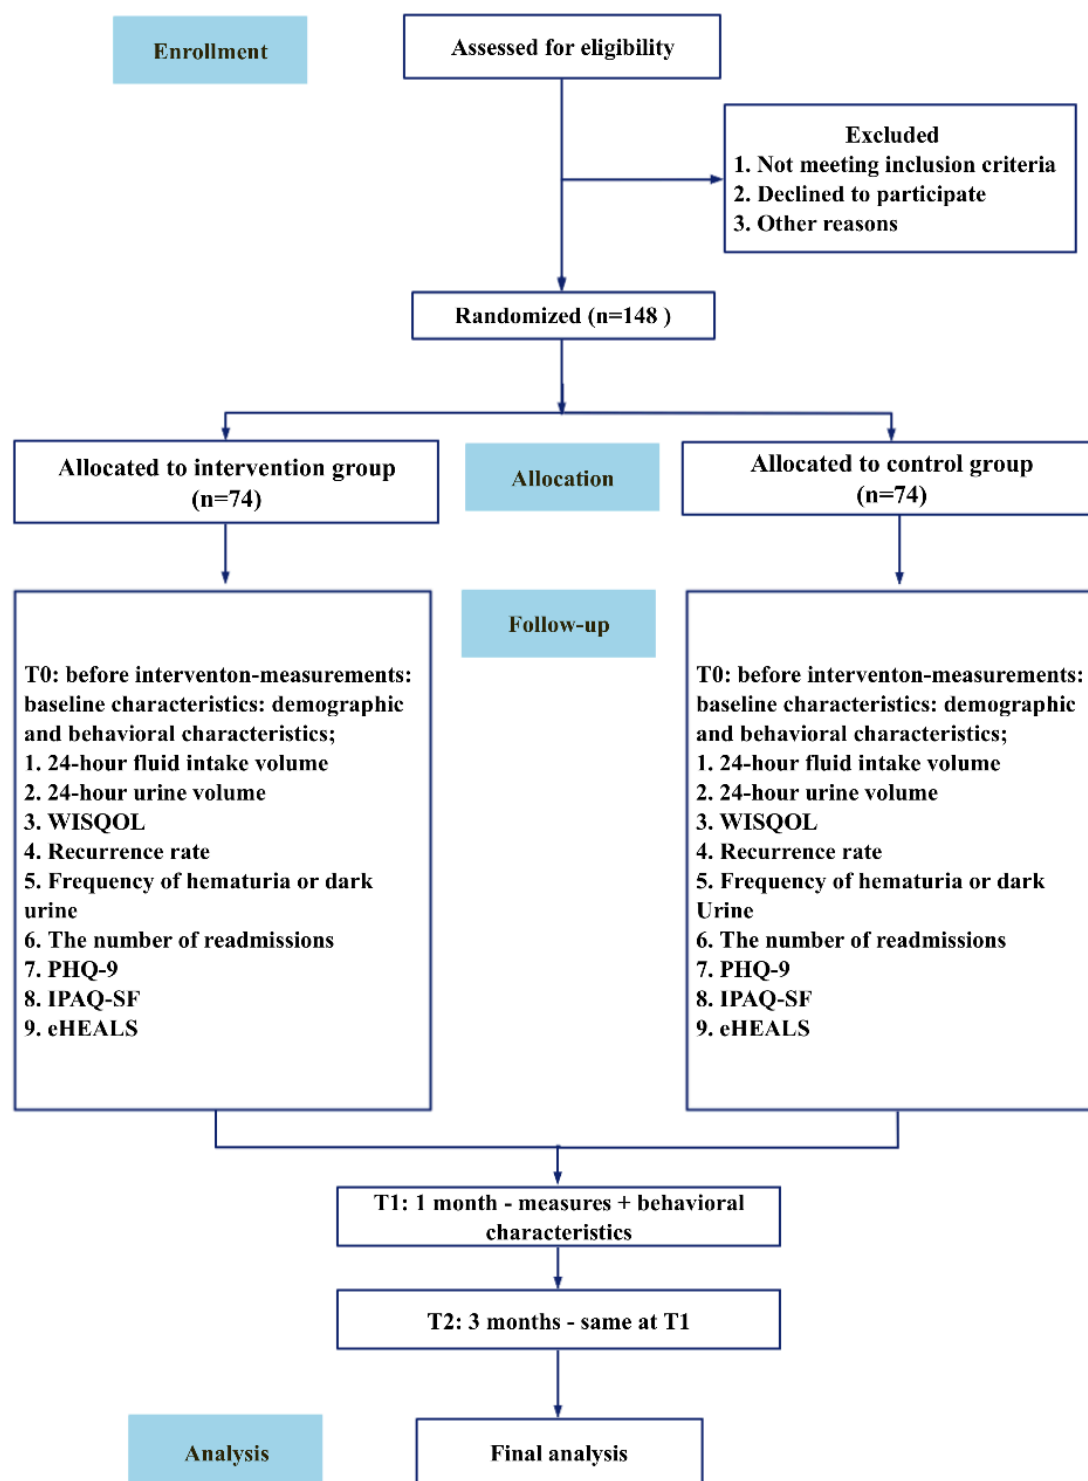 Enrollment
Assessed for eligibility
Excluded
1. Not meeting inclusion criteria
2. Declined to participate
3. Other reasons
Randomized (n=148 )
Allocated to intervention group
(n=74)
Allocation
Allocated to control group
(n=74)
Follow-up
T0: before interventon-measurements:
baseline characteristics: demographic
and behavioral characteristics;
1. 24-hour fluid intake volume
2. 24-hour urine volume
3. WISQOL
4. Recurrence rate
5. Frequency of hematuria or dark
urine
6. The number of readmissions
7. PHQ-9
8. IPAQ-SF
9. eHEALS
T0: before interventon-measurements:
baseline characteristics: demographic
and behavioral characteristics;
1. 24-hour fluid intake volume
2. 24-hour urine volume
3. WISQOL
4. Recurrence rate
5. Frequency of hematuria or dark
Urine
6. The number of readmissions
7. PHQ-9
8. IPAQ-SF
9. eHEALS
T1: 1 month - measures + behavioral
characteristics
T2: 3 months - same at T1
Analysis
Final analysis